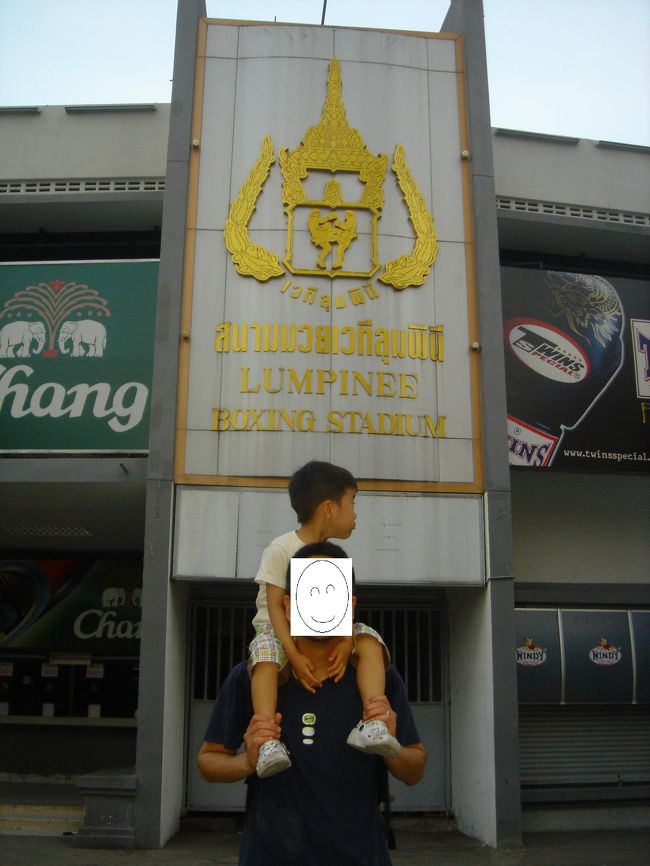 เวทีลุมพินี
สนามมวยเวทีลุมพินี
LUMPINEE
BOXING STADIUM
Chang
TWINS
SPECIAL
INS
www.twinsspecial.
Chang
WINDY
WINDY